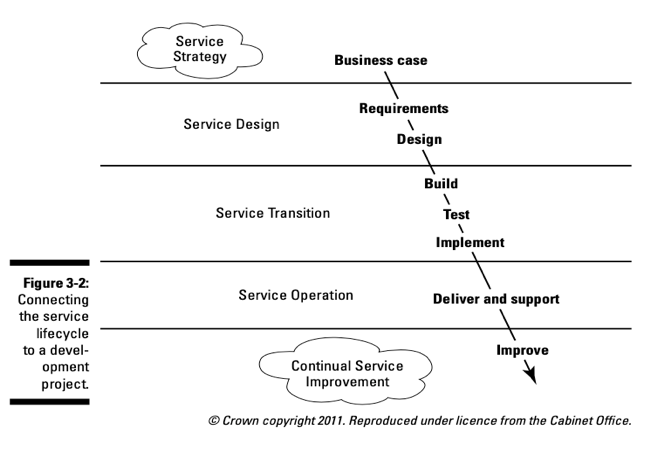 Service
Strategy
Business case
Requirements
Service Design
Design
Build
Service Transition
Test
Implement
Figure 3-2:
Connecting
the service
lifecycle
to a devel-
opment
project.
Service Operation
Deliver and support
Improve
Continual Service
Improvement
© Crown copyright 2011. Reproduced under licence from the Cabinet Office.